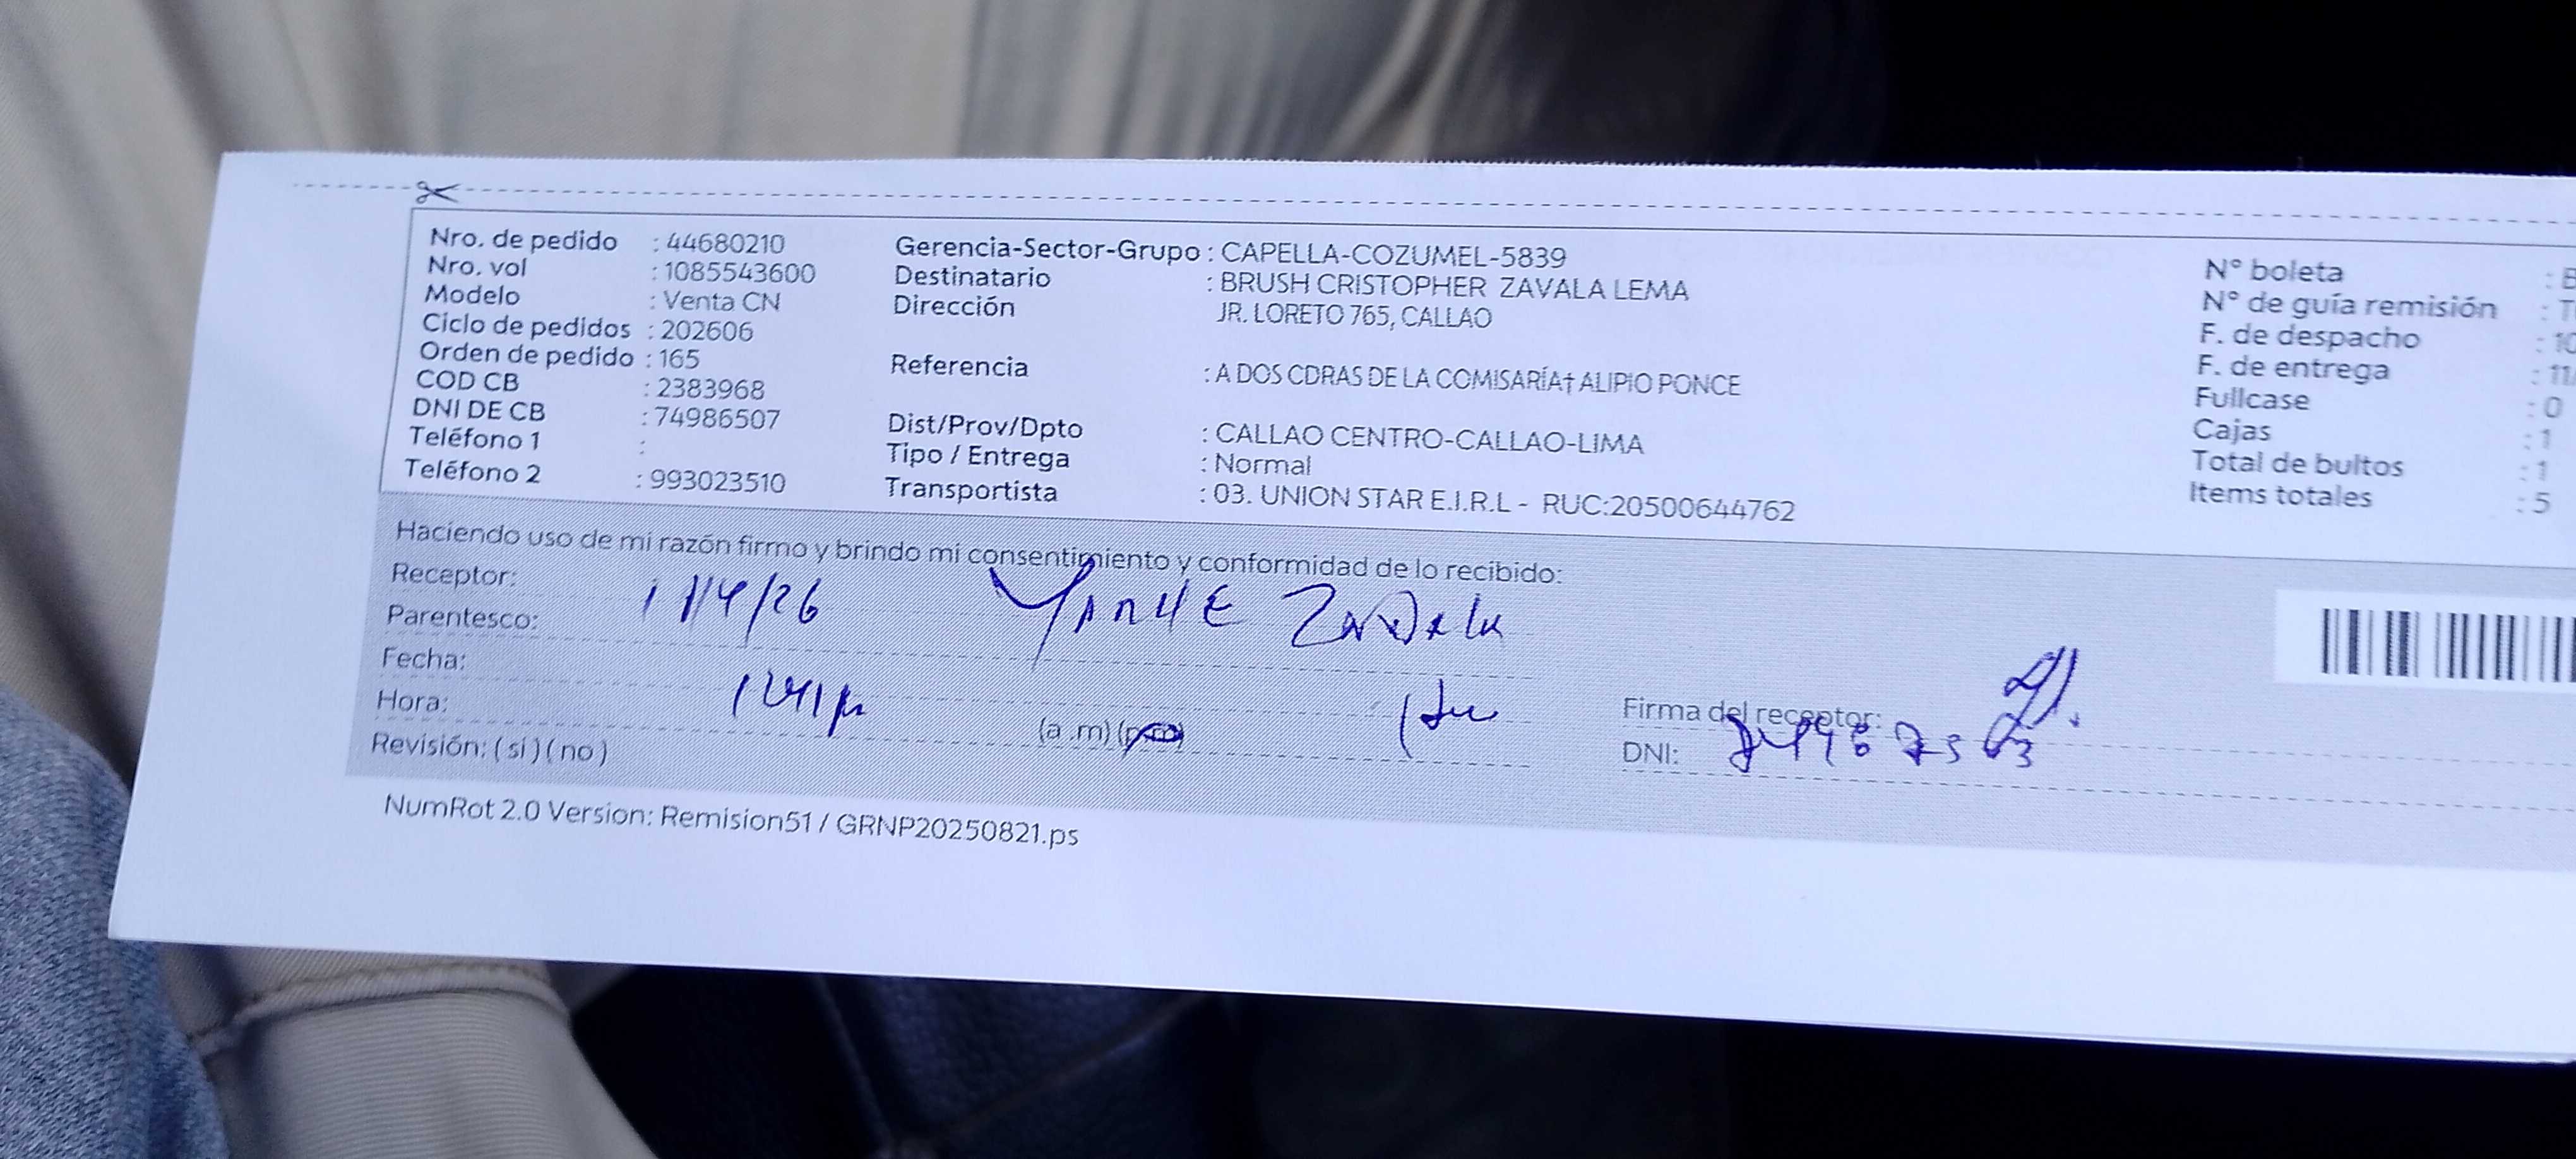 Nro. de pedido : 44680210
Nro. vol : 1085543600
Modelo : Venta CN
Ciclo de pedidos : 202606
Orden de pedido : 165
COD CB : 2383968
DNI DE CB : 74986507
Teléfono 1 :
Teléfono 2 : 993023510
Gerencia-Sector-Grupo : CAPELLA-COZUMEL-5839
Destinatario : BRUSH CRISTOPHER ZAVALA LEMA
Dirección JR. LORETO 765, CALLAO
Referencia : A DOS CDRAS DE LA COMISARÍA† ALIPIO PONCE
Dist/Prov/Dpto : CALLAO CENTRO-CALLAO-LIMA
Tipo / Entrega : Normal
Transportista : 03. UNION STAR E.I.R.L - RUC:20500644762
N° boleta : B
N° de guía remisión : T
F. de despacho : 10
F. de entrega : 11/
Fullcase : 0
Cajas : 1
Total de bultos : 1
Items totales : 5
Haciendo uso de mi razón firmo y brindo mi consentimiento y conformidad de lo recibido:
Receptor:
11/4/26 Zavala
Parentesco:
Fecha:
Hora: (a .m) (p.m)
Revisión: ( si ) ( no )
Firma del receptor:
DNI:
NumRot 2.0 Version: Remision51 / GRNP20250821.ps